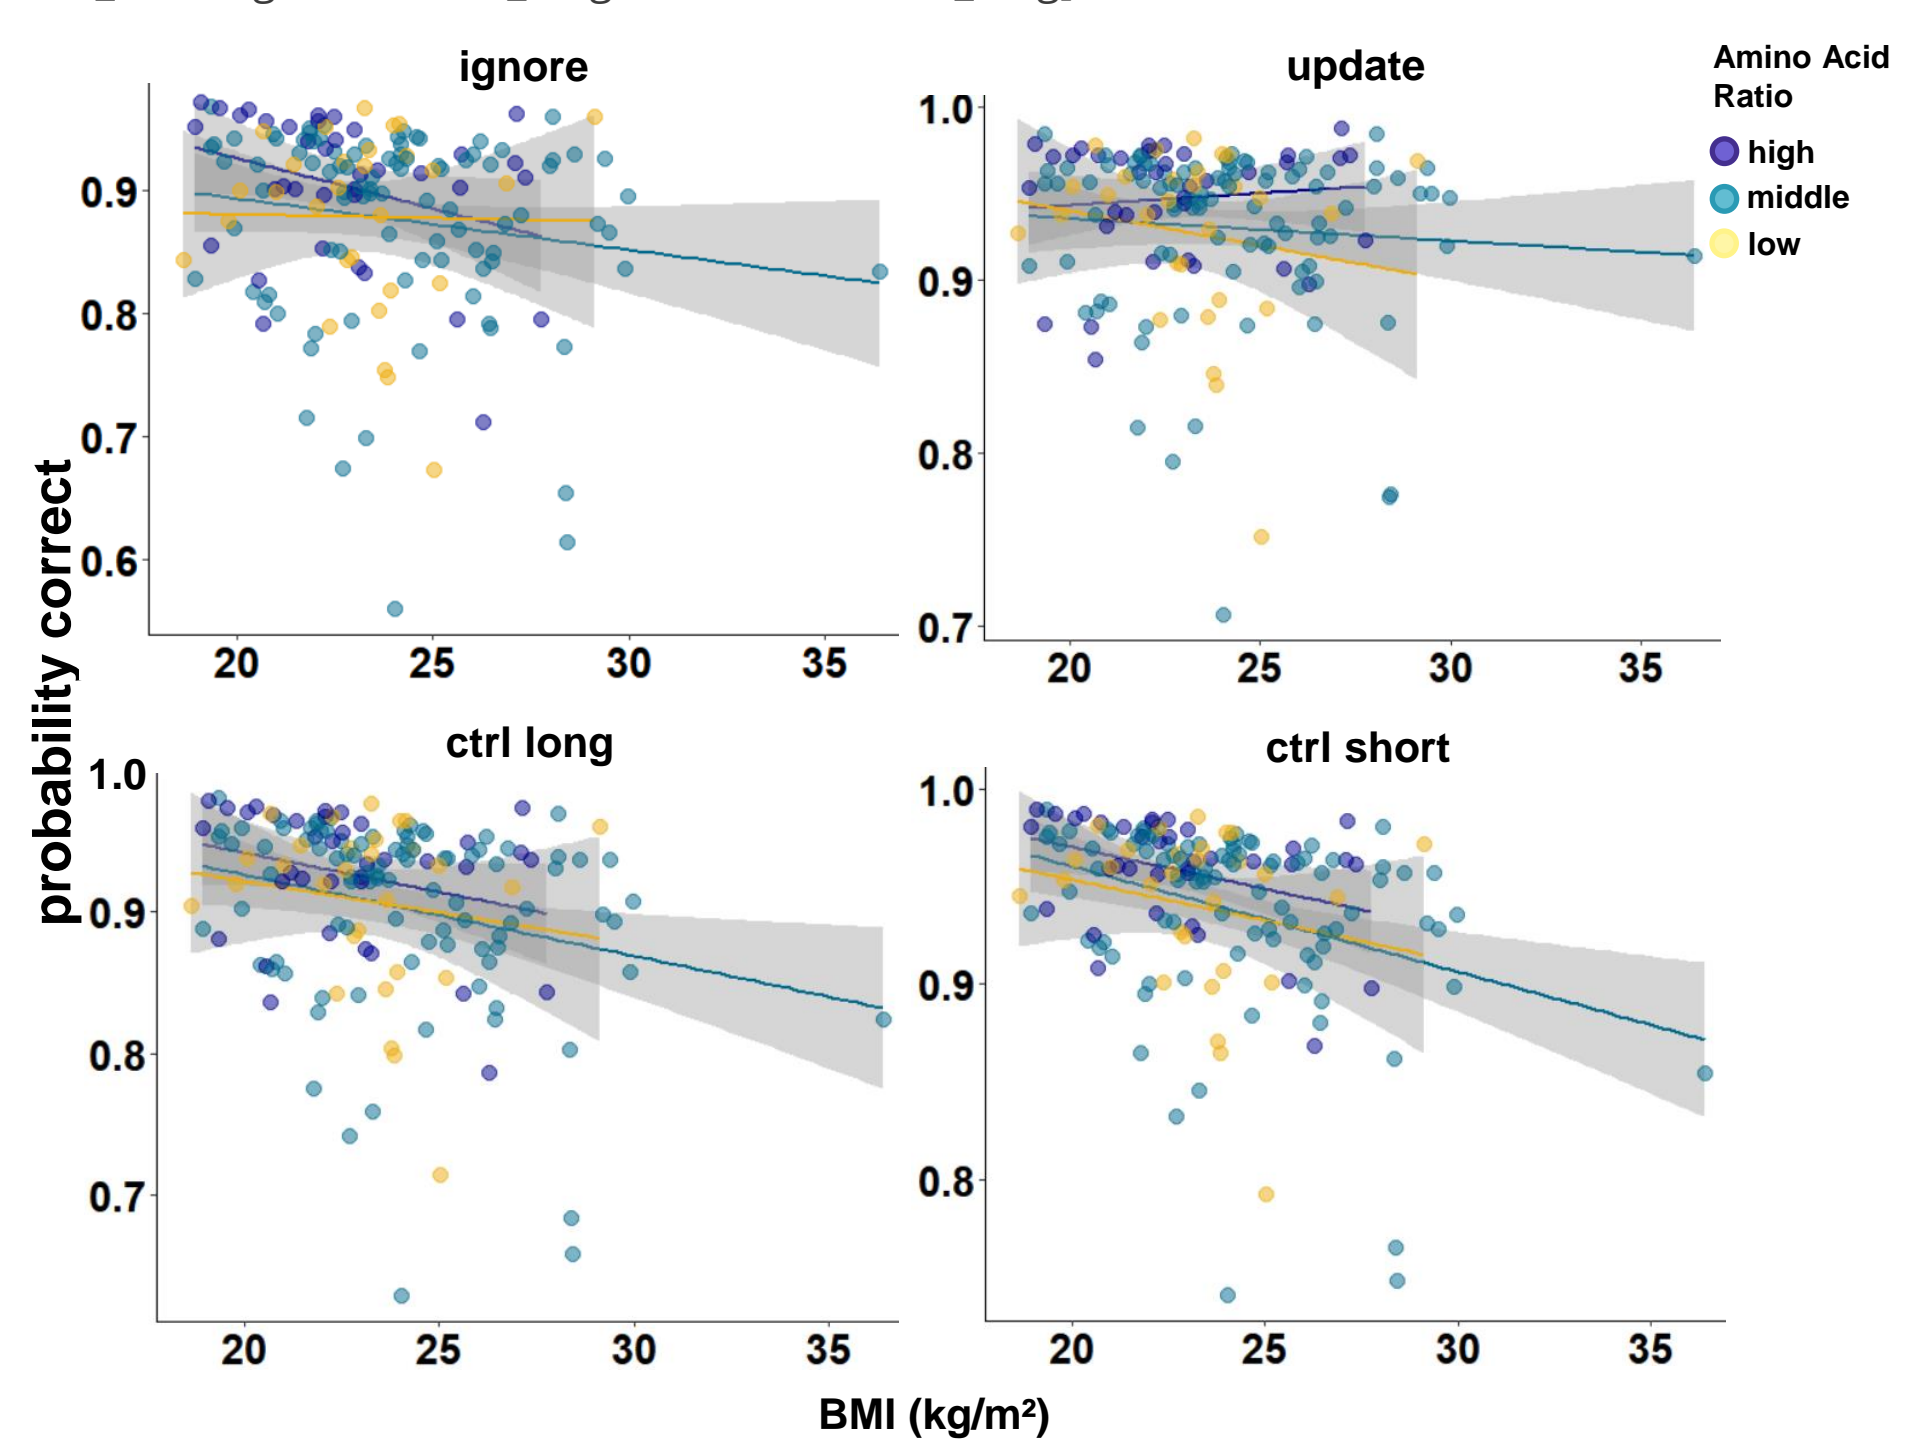 ignore
update
Amino Acid
Ratio
high
middle
low
0.9
0.8
0.7
0.6
20 25 30 35
1.0
0.9
0.8
0.7
20 25 30 35
probability correct
ctrl long
ctrl short
1.0
0.9
0.8
0.7
20 25 30 35
1.0
0.9
0.8
20 25 30 35
BMI (kg/m²)